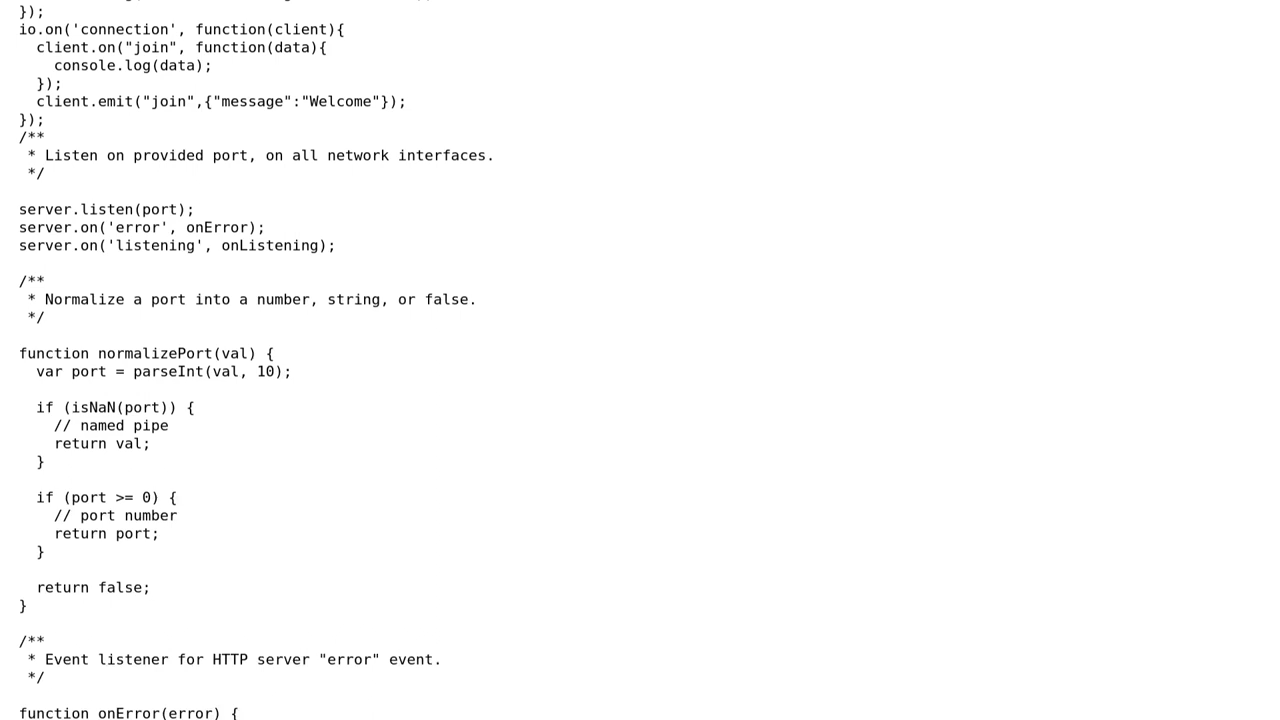 });
io.on('connection', function(client){
  client.on("join", function(data){
    console.log(data);
  });
  client.emit("join",{"message":"Welcome"});
});
/**
 * Listen on provided port, on all network interfaces.
 */

server.listen(port);
server.on('error', onError);
server.on('listening', onListening);

/**
 * Normalize a port into a number, string, or false.
 */

function normalizePort(val) {
  var port = parseInt(val, 10);

  if (isNaN(port)) {
    // named pipe
    return val;
  }

  if (port >= 0) {
    // port number
    return port;
  }

  return false;
}

/**
 * Event listener for HTTP server "error" event.
 */

function onError(error) {